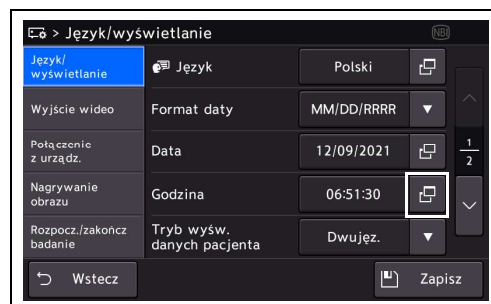 > Język/wyświetlanie
NBI
Język/
wyświetlanie
Język
Polski
Wyjście wideo
Format daty
MM/DD/RRRR
Połączenie
z urządz.
Data
12/09/2021
1
2
Nagrywanie
obrazu
Godzina
06:51:30
Rozpocz./zakończ
badanie
Tryb wyśw.
danych pacjenta
Dwujęz.
Wstecz
Zapisz